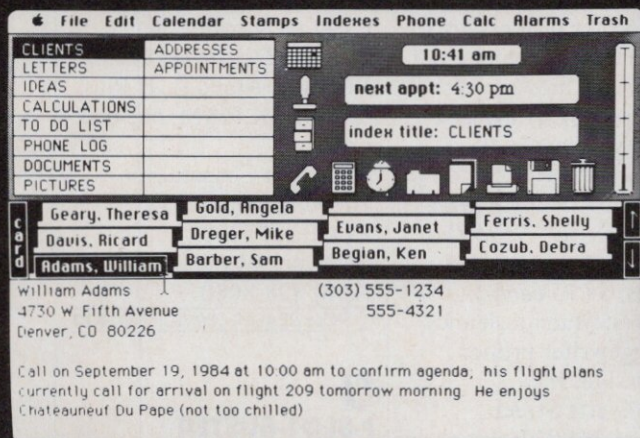 File Edit Calendar Stamps Indexes Phone Calc Alarms Trash
CLIENTS ADDRESSES
LETTERS APPOINTMENTS
IDEAS
CALCULATIONS
TO DO LIST
PHONE LOG
DOCUMENTS
PICTURES
10:41 am
next appt: 4:30 pm
index title: CLIENTS
card
Geary, Theresa Gold, Angela
Davis, Ricard Dreger, Mike Evans, Janet Ferris, Shelly
Adams, William Barber, Sam Begian, Ken Cozub, Debra
William Adams (303) 555-1234
4730 W. Fifth Avenue 555-4321
Denver, CO 80226
Call on September 19, 1984 at 10:00 am to confirm agenda; his flight plans
currently call for arrival on flight 209 tomorrow morning. He enjoys
Chateauneuf Du Pape (not too chilled)